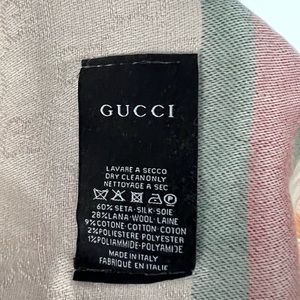 GUCCI
LAVARE A SECCO
DRY CLEANONLY
NETTOYAGE A SEC
60% SETA-SILK-SOIE
28%LANA-WOOL-LAINE
9%COTONE-COTTON-COTON
2%POLIESTERE POLYESTER
1%POLIAMMIDE-POLYAMIDE
MADE IN ITALY
FABRIQUÉ EN ITALIE